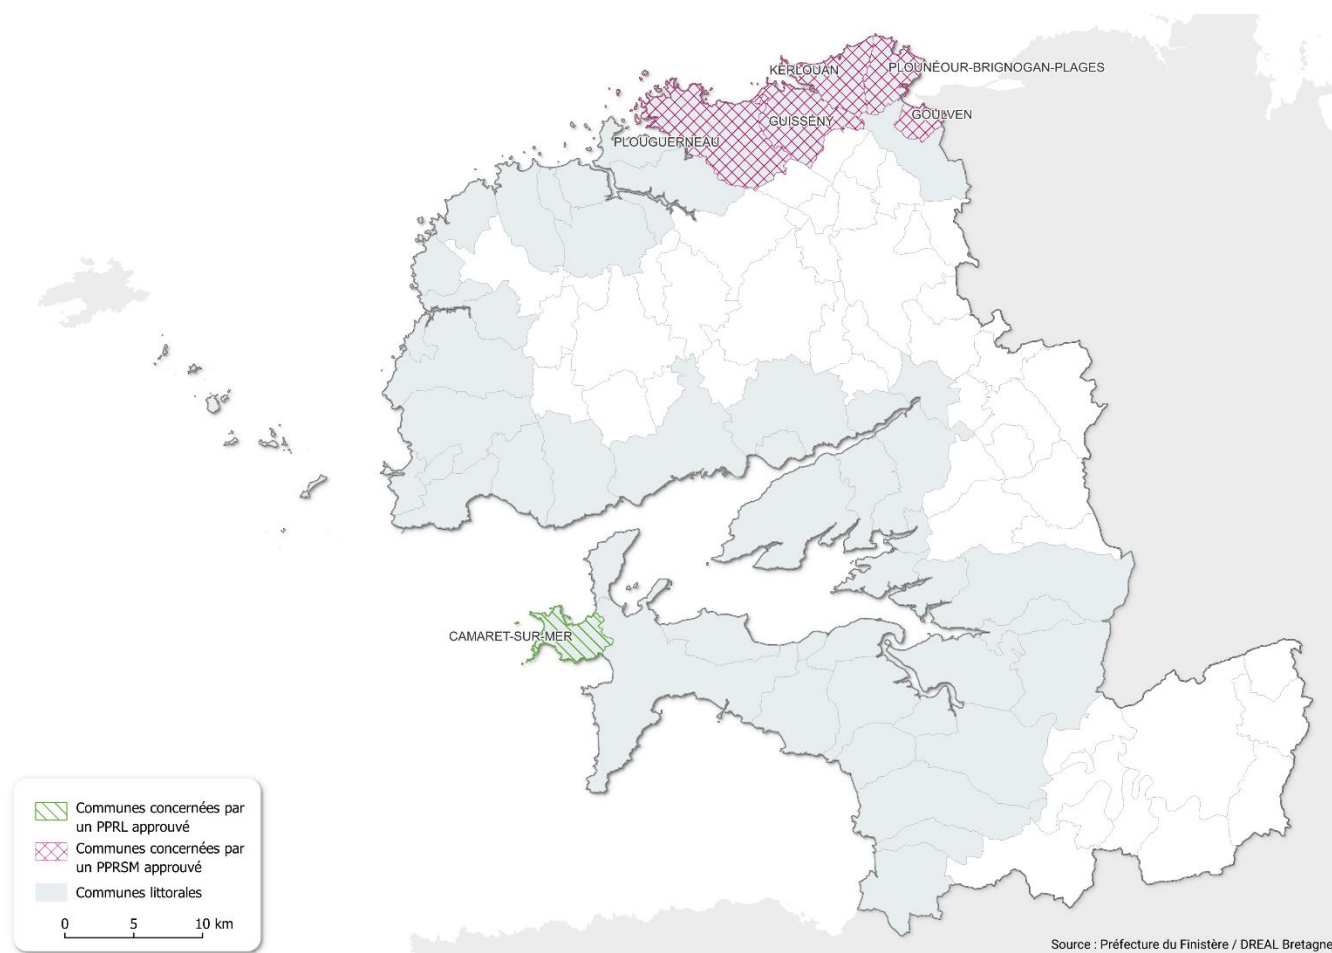 KERLOUAN
PLOUNÉOUR-BRIGNOGAN-PLAGES
GOULVEN
GUISSÉNY
PLOUGUERNEAU
CAMARET-SUR-MER
Communes concernées par
un PPRL approuvé
Communes concernées par
un PPRSM approuvé
Communes littorales
0 5 10 km
Source : Préfecture du Finistère / DREAL Bretagne